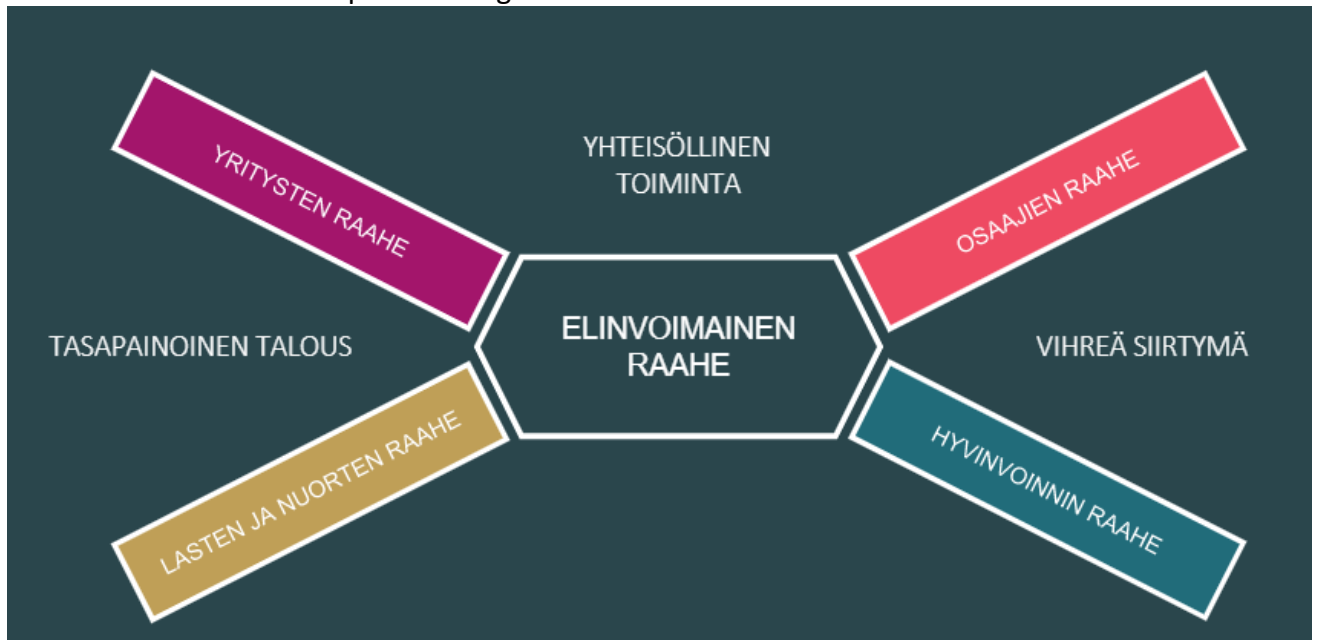 YHTEISÖLLINEN
TOIMINTA
YRITYSTEN RAAHE
OSAAJIEN RAAHE
ELINVOIMAINEN
RAAHE
TASAPAINOINEN TALOUS
VIHREÄ SIIRTYMÄ
LASTEN JA NUORTEN RAAHE
HYVINVOINNIN RAAHE